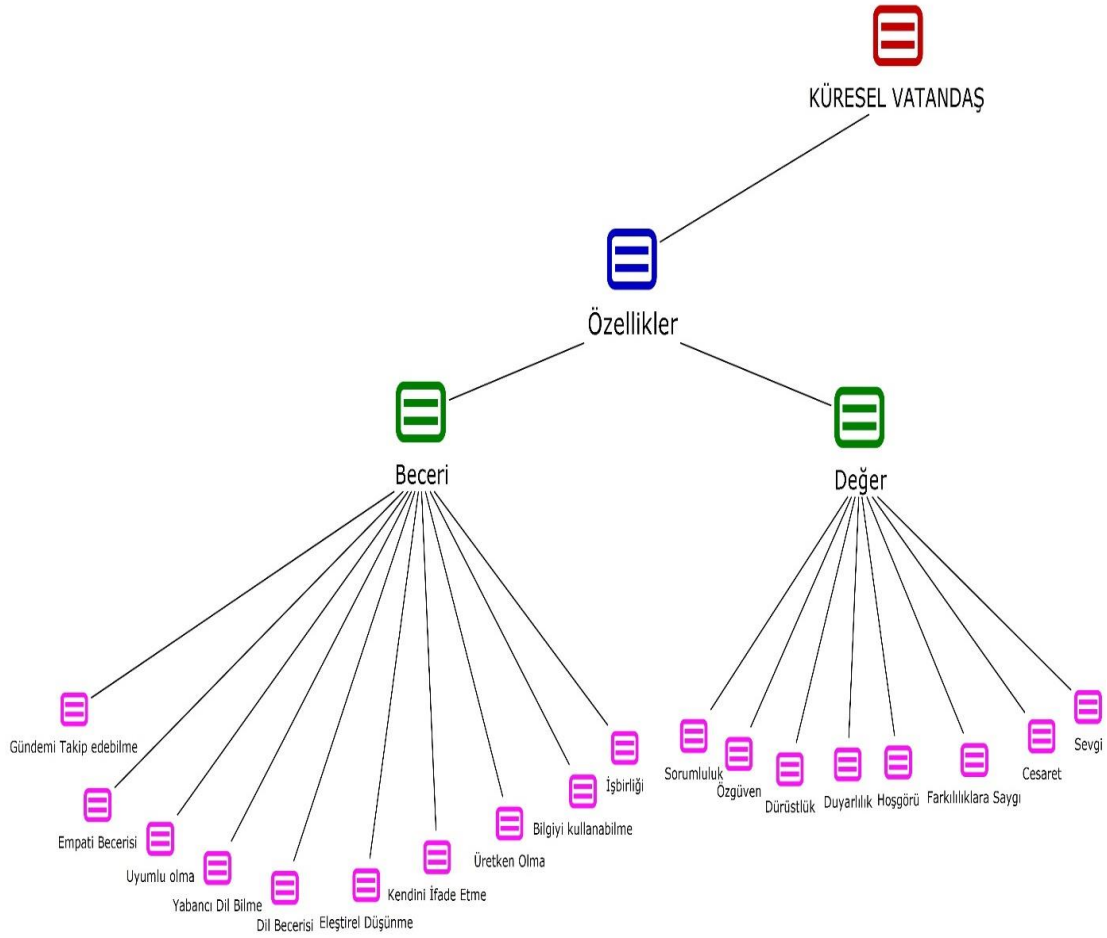 KÜRESEL VATANDAŞ
Özellikler
Beceri
Değer
Gündemi Takip edebilme
Empati Becerisi
Uyumlu olma
Yabancı Dil Bilme
Dil Becerisi
Eleştirel Düşünme
Kendini İfade Etme
Üretken Olma
Bilgiyi kullanabilme
İşbirliği
Sorumluluk
Özgüven
Dürüstlük
Duyarlılık
Hoşgörü
Farkılılıklara Saygı
Cesaret
Sevgi